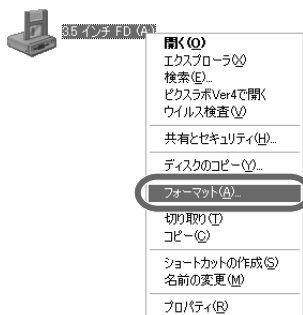 3.5 インチ FD (A:)
開く(O)
エクスプローラ(X)
検索(E)...
ピクスラボVer4で開く
ウイルス検査(V)
共有とセキュリティ(H)...
ディスクのコピー(Y)...
フォーマット(A)...
切り取り(T)
コピー(C)
ショートカットの作成(S)
名前の変更(M)
プロパティ(R)